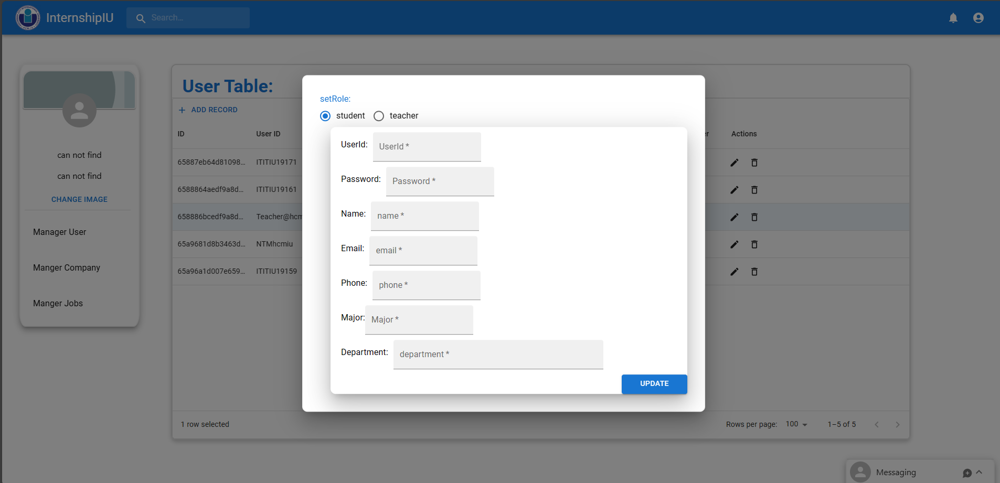 InternshipIU
Search...
can not find
can not find
CHANGE IMAGE
Manager User
Manger Company
Manger Jobs
User Table:
ADD RECORD
ID User ID Actions
65887eb64d81098... ITITIU19171
6588864aedf9a8d... ITITIU19161
658886bcedf9a8d... Teacher@hcm
65a9681d8b3463d... NTMhcmiu
65a96a1d007e659... ITITIU19159
1 row selected
Rows per page: 100 1–5 of 5
setRole:
student teacher
UserId: UserId *
Password: Password *
Name: name *
Email: email *
Phone: phone *
Major: Major *
Department: department *
UPDATE
Messaging